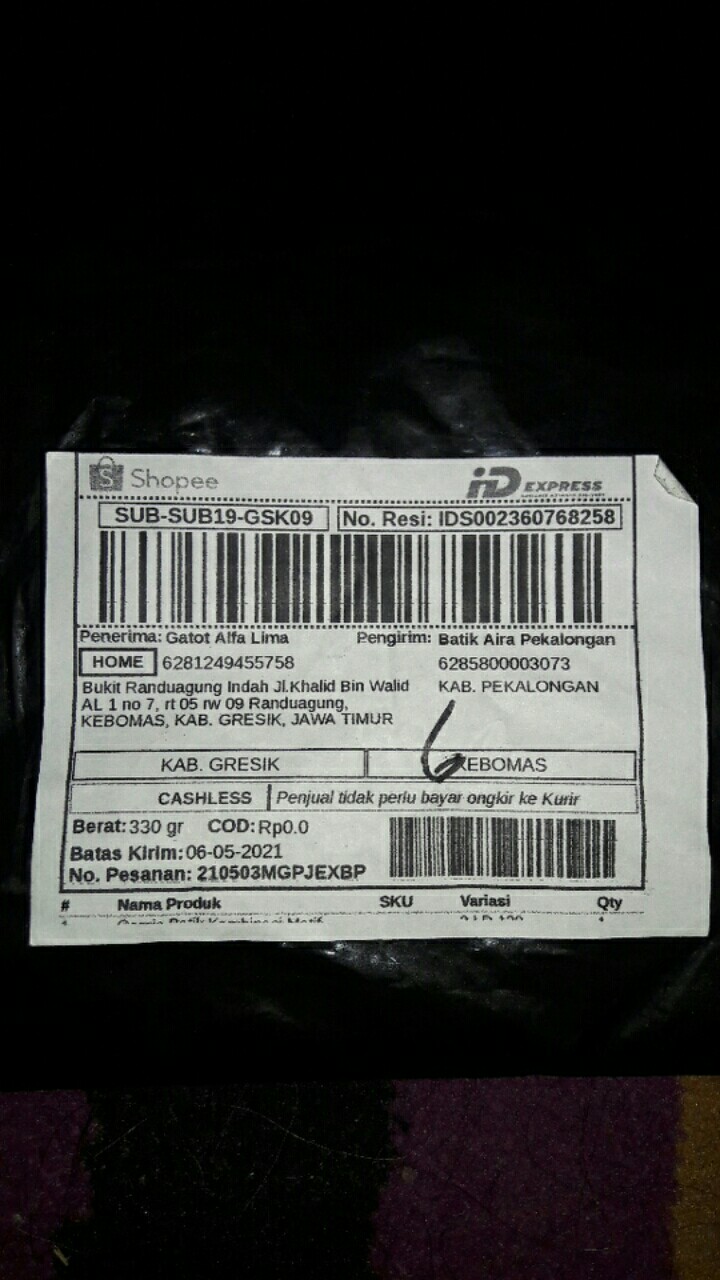 Shopee
iD EXPRESS
SUB-SUB19-GSK09 No. Resi: IDS002360768258
Penerima: Gatot Alfa Lima Pengirim: Batik Aira Pekalongan
HOME 6281249455758 6285800003073
Bukit Randuagung Indah Jl.Khalid Bin Walid KAB. PEKALONGAN
AL 1 no 7, rt 05 rw 09 Randuagung,
KEBOMAS, KAB. GRESIK, JAWA TIMUR
6
KAB. GRESIK KEBOMAS
CASHLESS Penjual tidak perlu bayar ongkir ke Kurir
Berat: 330 gr COD: Rp0.0
Batas Kirim: 06-05-2021
No. Pesanan: 210503MGPJEXBP
# Nama Produk SKU Variasi Qty